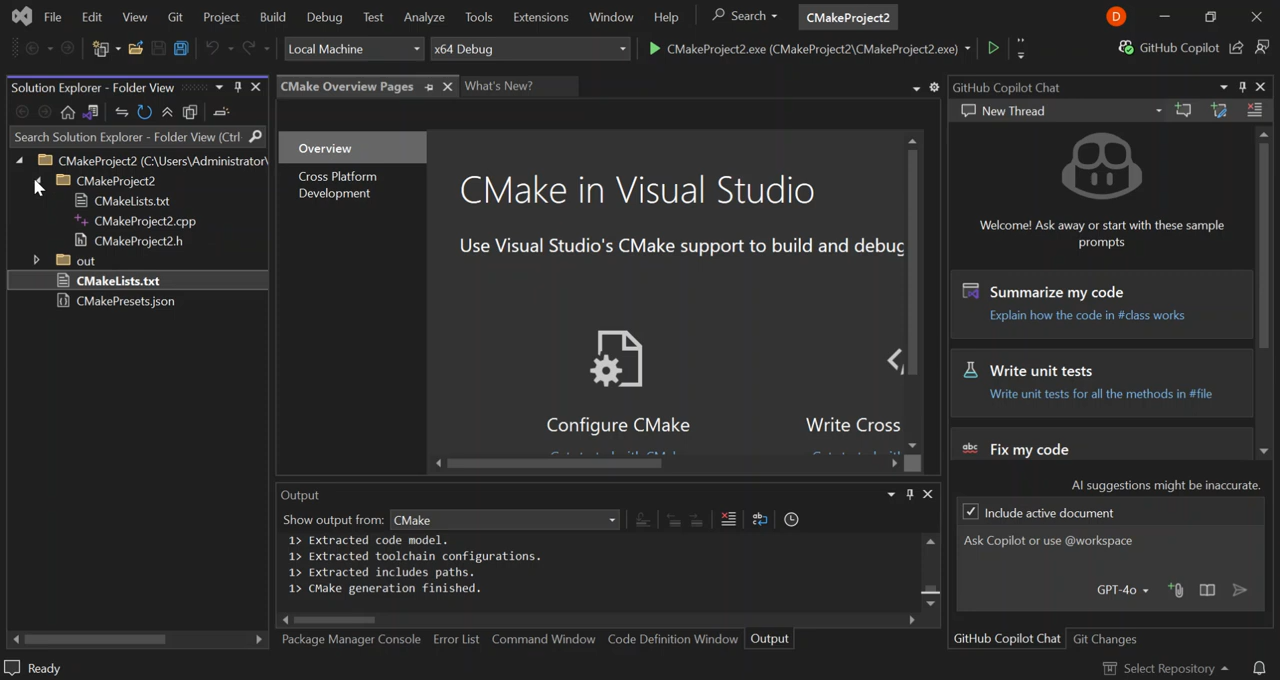 File Edit View Git Project Build Debug Test Analyze Tools Extensions Window Help Search CMakeProject2 D
Local Machine x64 Debug CMakeProject2.exe (CMakeProject2\CMakeProject2.exe) GitHub Copilot
Solution Explorer - Folder View
Search Solution Explorer - Folder View (Ctrl-
CMakeProject2 (C:\Users\Administrator\
CMakeProject2
CMakeLists.txt
CMakeProject2.cpp
CMakeProject2.h
out
CMakeLists.txt
CMakePresets.json
CMake Overview Pages What's New?
Overview
Cross Platform
Development
CMake in Visual Studio
Use Visual Studio's CMake support to build and debug
Configure CMake Write Cross
Output
Show output from: CMake
1> Extracted code model.
1> Extracted toolchain configurations.
1> Extracted includes paths.
1> CMake generation finished.
Package Manager Console Error List Command Window Code Definition Window Output
GitHub Copilot Chat
New Thread
Welcome! Ask away or start with these sample
prompts
Summarize my code
Explain how the code in #class works
Write unit tests
Write unit tests for all the methods in #file
abc Fix my code
AI suggestions might be inaccurate.
Include active document
Ask Copilot or use @workspace
GPT-4o
GitHub Copilot Chat Git Changes
Ready Select Repository